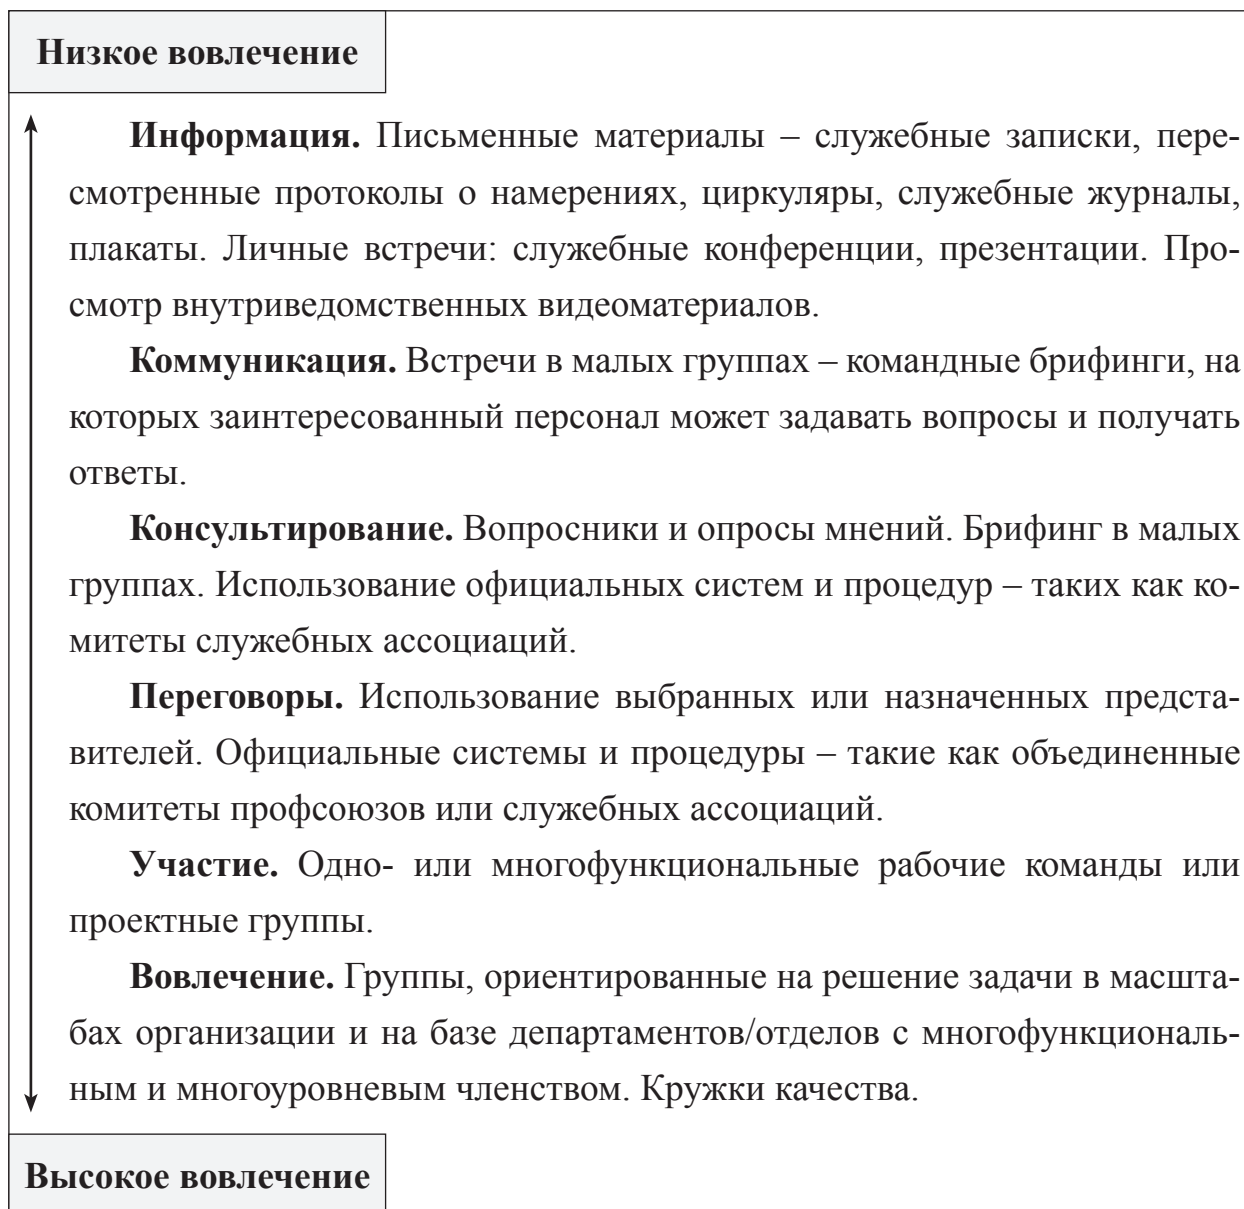 Низкое вовлечение
Информация. Письменные материалы – служебные записки, пере-
смотренные протоколы о намерениях, циркуляры, служебные журналы,
плакаты. Личные встречи: служебные конференции, презентации. Про-
смотр внутриведомственных видеоматериалов.
Коммуникация. Встречи в малых группах – командные брифинги, на
которых заинтересованный персонал может задавать вопросы и получать
ответы.
Консультирование. Вопросники и опросы мнений. Брифинг в малых
группах. Использование официальных систем и процедур – таких как ко-
митеты служебных ассоциаций.
Переговоры. Использование выбранных или назначенных предста-
вителей. Официальные системы и процедуры – такие как объединенные
комитеты профсоюзов или служебных ассоциаций.
Участие. Одно- или многофункциональные рабочие команды или
проектные группы.
Вовлечение. Группы, ориентированные на решение задачи в масшта-
бах организации и на базе департаментов/отделов с многофункциональ-
ным и многоуровневым членством. Кружки качества.
Высокое вовлечение